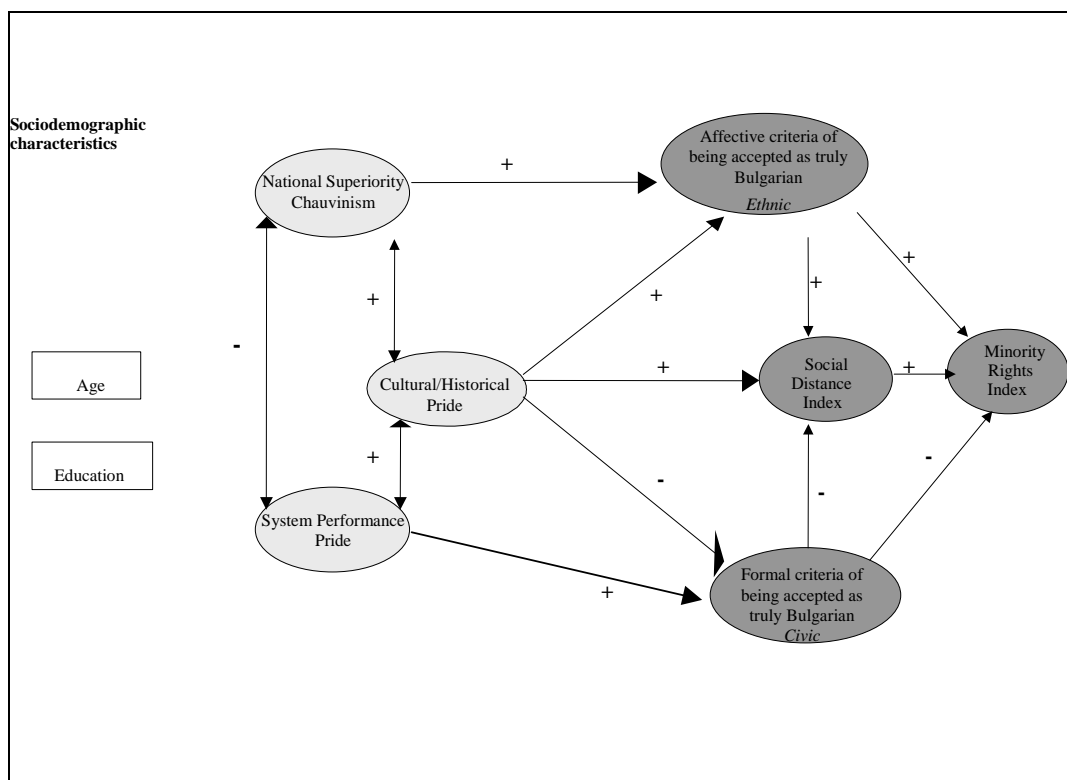 Sociodemographic
characteristics
Affective criteria of
being accepted as truly
Bulgarian
Ethnic
+
National Superiority
Chauvinism
+
+
+
+
-
Age
Cultural/Historical
Pride
+
Social
Distance
Index
+
Minority
Rights
Index
Education
+
-
-
-
System Performance
Pride
+
Formal criteria of
being accepted as
truly Bulgarian
Civic